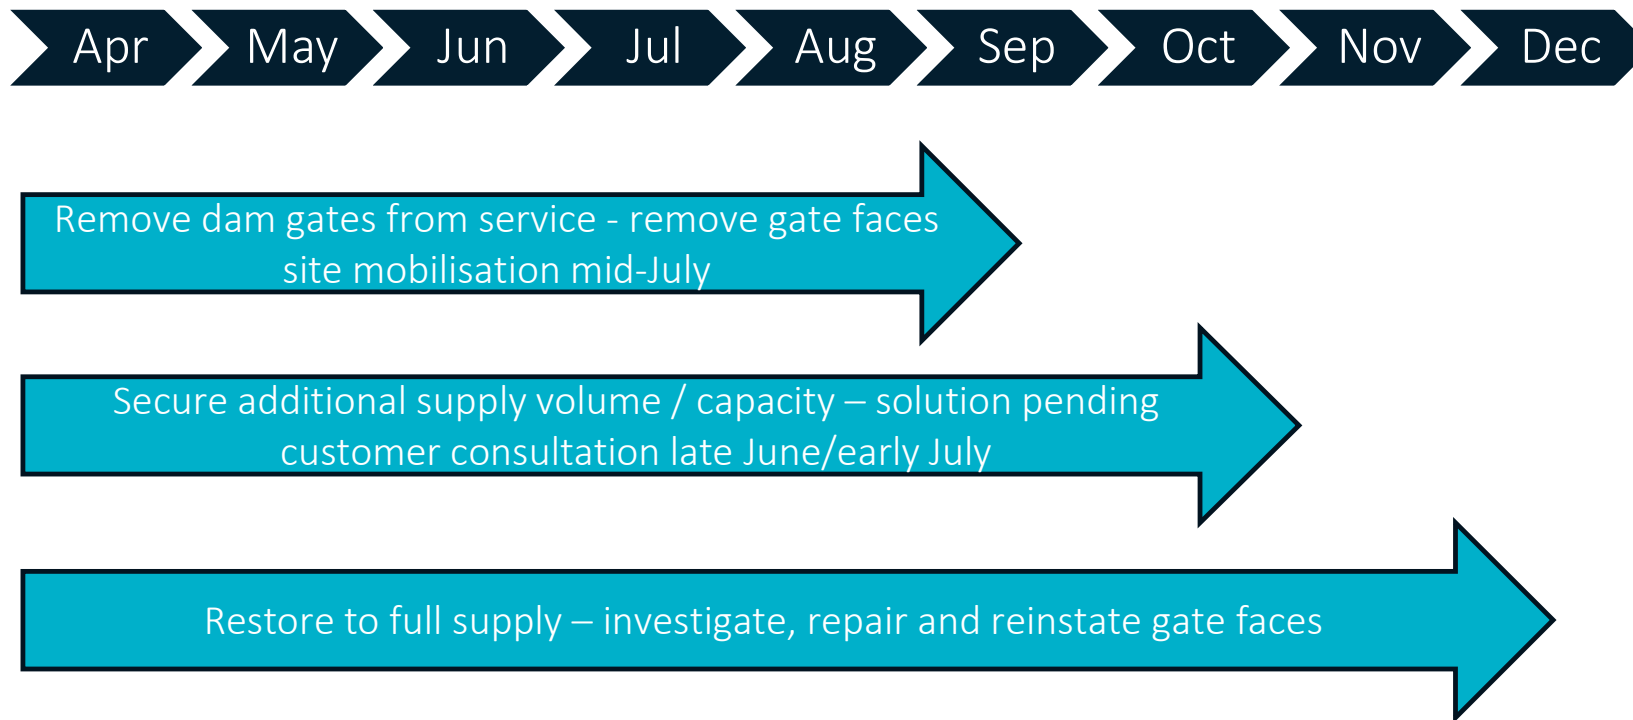 Apr May Jun Jul Aug Sep Oct Nov Dec
Remove dam gates from service - remove gate faces
site mobilisation mid-July
Secure additional supply volume / capacity – solution pending
customer consultation late June/early July
Restore to full supply – investigate, repair and reinstate gate faces